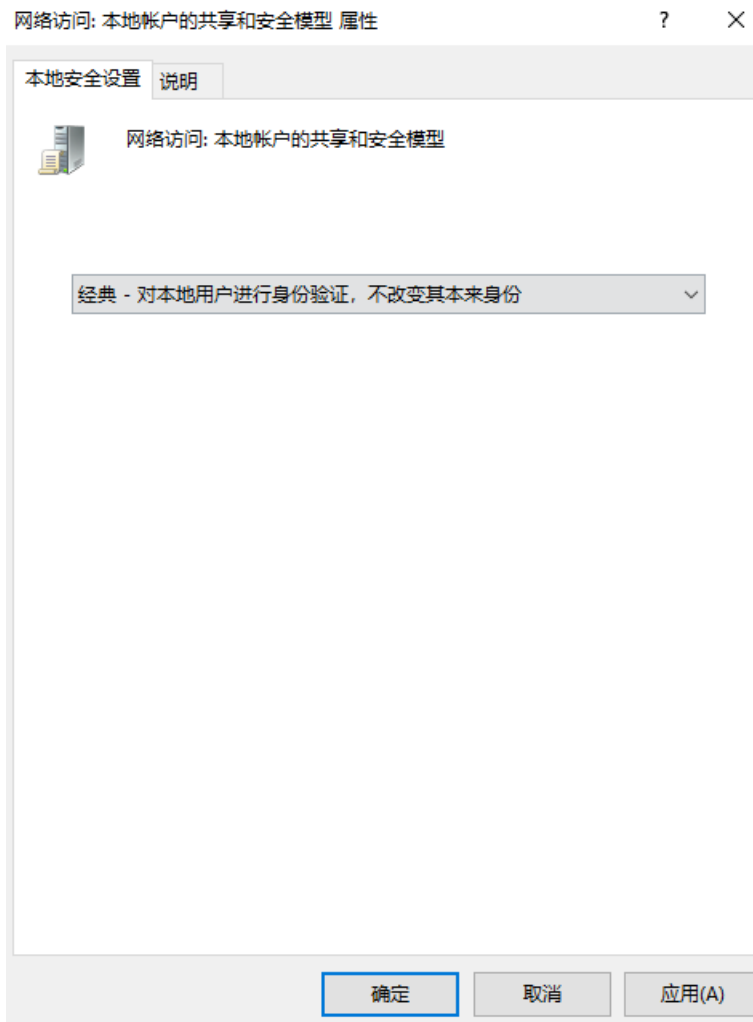 网络访问: 本地帐户的共享和安全模型 属性
?
本地安全设置 说明
网络访问: 本地帐户的共享和安全模型
经典 - 对本地用户进行身份验证，不改变其本来身份
确定 取消 应用(A)